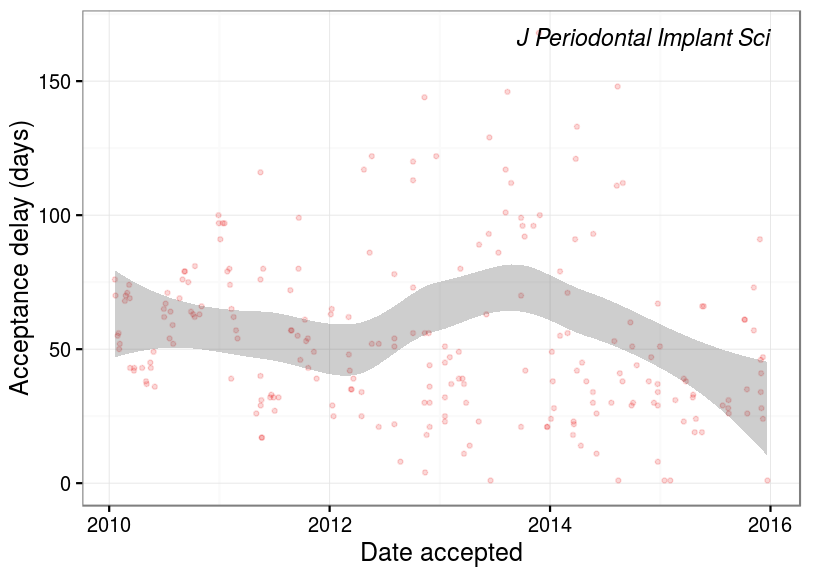 J Periodontal Implant Sci
150
100
50
0
Acceptance delay (days)
2010 2012 2014 2016
Date accepted